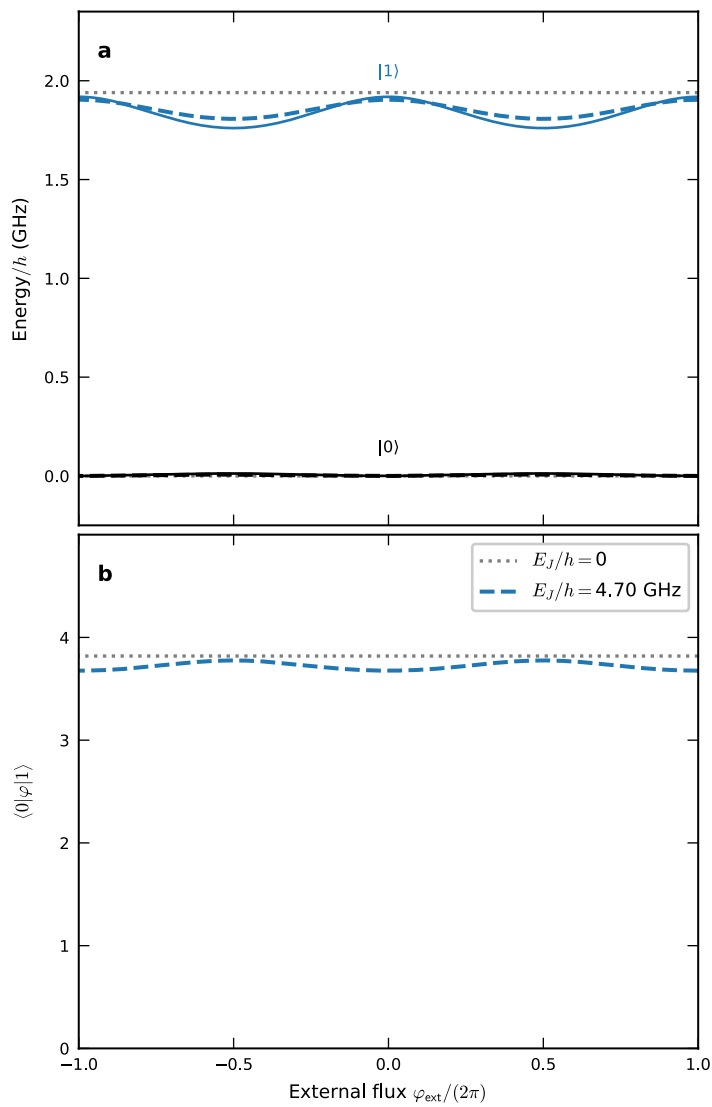 a
|1⟩
2.0
1.5
1.0
0.5
0.0
Energy/h (GHz)
|0⟩
b
E_J/h = 0
E_J/h = 4.70 GHz
4
3
2
1
0
⟨0|φ|1⟩
−1.0 −0.5 0.0 0.5 1.0
External flux φ_ext/(2π)